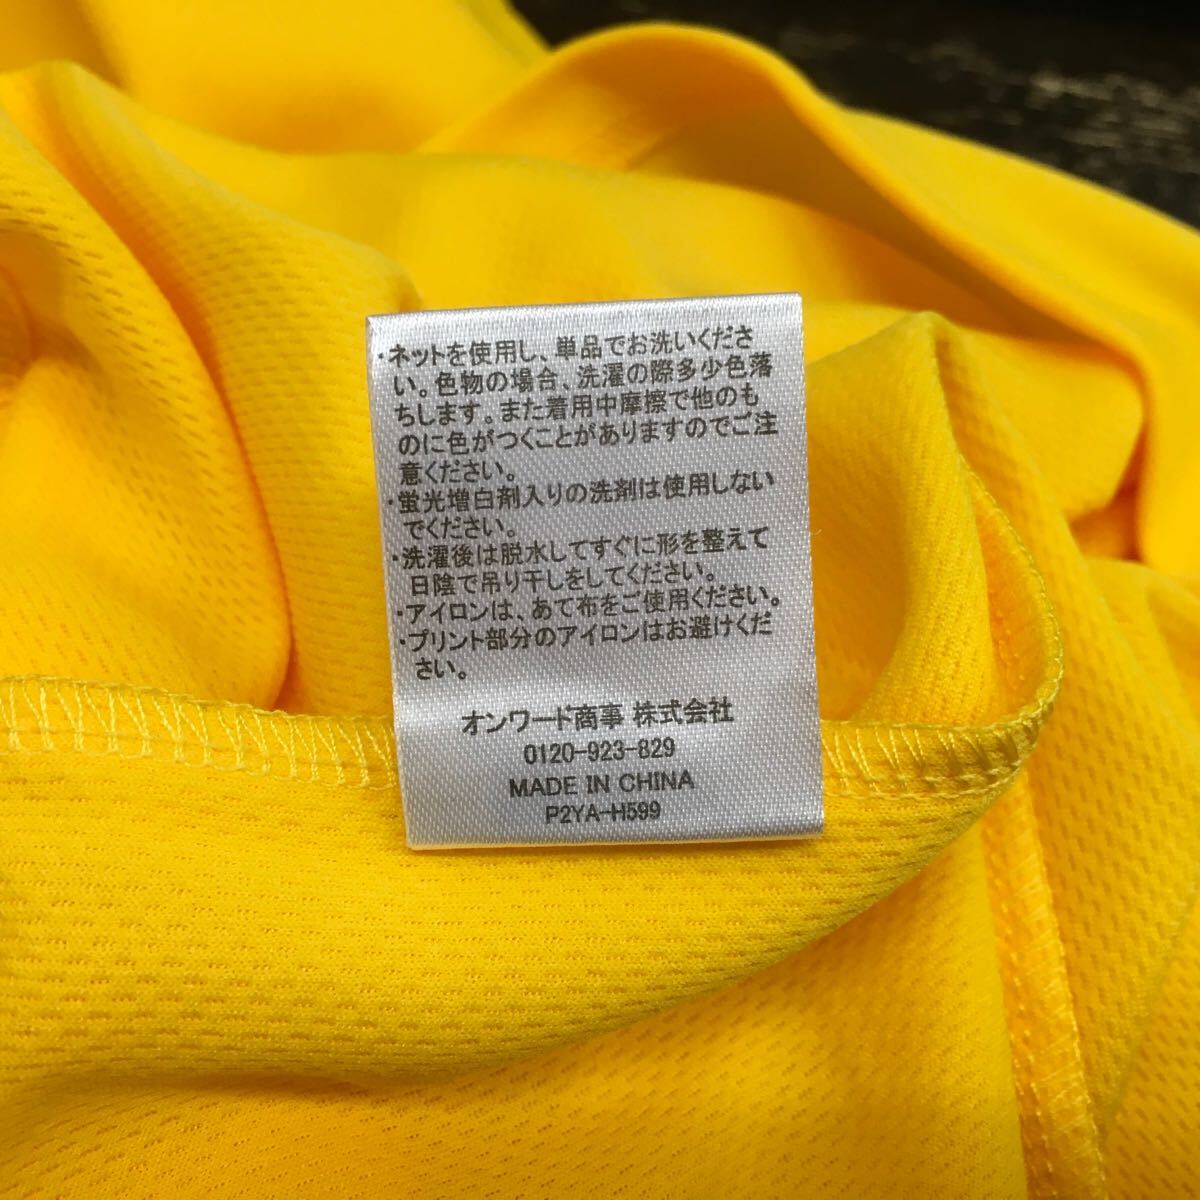 ・ネットを使用し、単品でお洗いくださ
い。色物の場合、洗濯の際多少色落
ちします。また着用中摩擦で他のも
のに色がつくことがありますのでご注
意ください。
・蛍光増白剤入りの洗剤は使用しない
でください。
・洗濯後は脱水してすぐに形を整えて
日陰で吊り干しをしてください。
・アイロンは、あて布をご使用ください。
・プリント部分のアイロンはお避けくだ
さい。
オンワード商事 株式会社
0120-923-829
MADE IN CHINA
P2YA-H599